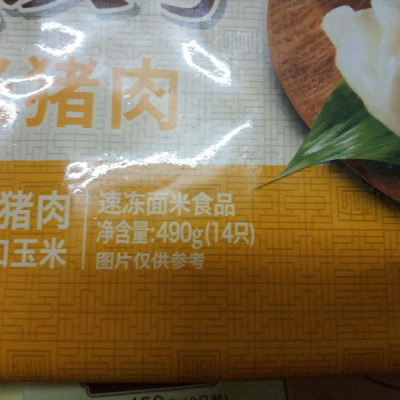 猪肉
猪肉
速冻面米食品
玉米
净含量:490g(14只)
图片仅供参考